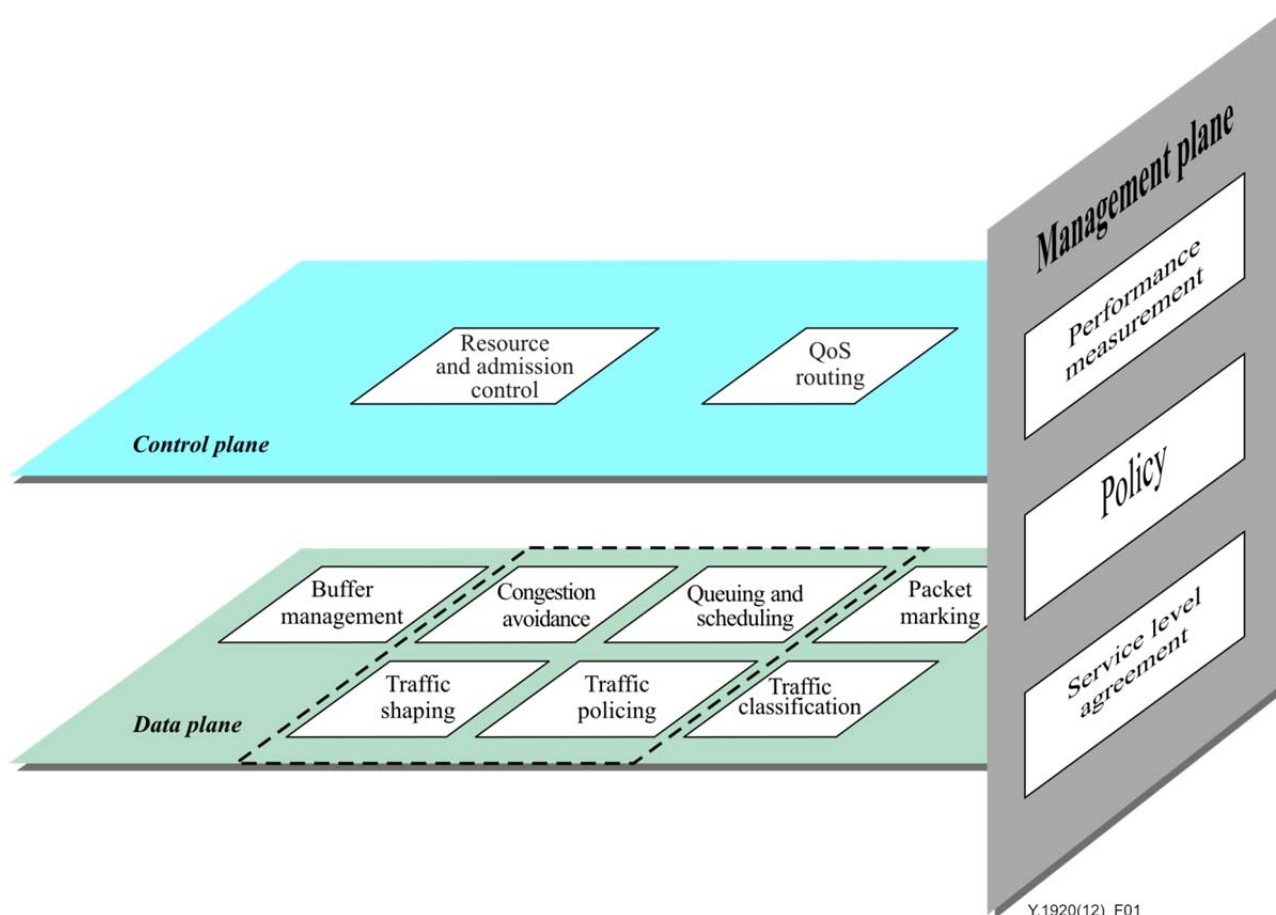 Management plane
Performance
measurement
Policy
Service level
agreement
Resource
and admission
control
QoS
routing
Control plane
Buffer
management
Congestion
avoidance
Queuing and
scheduling
Packet
marking
Traffic
shaping
Traffic
policing
Traffic
classification
Data plane
Y.1920(12)_F01